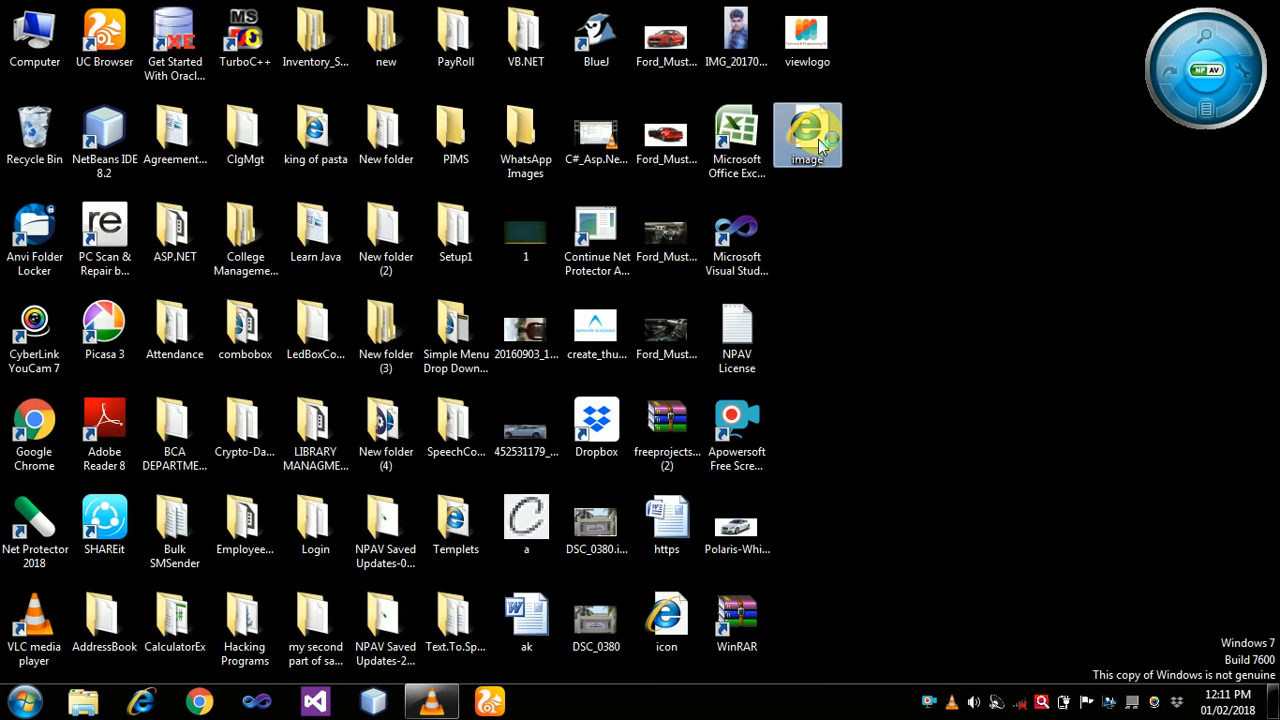 Computer
UC Browser
Get Started
With Oracl...
MS
TurboC++
Inventory_S...
new
PayRoll
VB.NET
BlueJ
Ford_Must...
IMG_20170...
viewlogo
NP AV
Recycle Bin
NetBeans IDE
8.2
Agreement...
ClgMgt
king of pasta
New folder
PIMS
WhatsApp
Images
C#_Asp.Ne...
Ford_Must...
Microsoft
Office Exc...
image
Anvi Folder
Locker
re
PC Scan &
Repair b...
ASP.NET
College
Manageme...
Learn Java
New folder
(2)
Setup1
1
Continue Net
Protector A...
Ford_Must...
Microsoft
Visual Stud...
CyberLink
YouCam 7
Picasa 3
Attendance
combobox
LedBoxCo...
New folder
(3)
Simple Menu
Drop Down...
20160903_1...
create_thu...
Ford_Must...
NPAV
License
Google
Chrome
Adobe
Reader 8
BCA
DEPARTME...
Crypto-Da...
LIBRARY
MANAGME...
New folder
(4)
SpeechCo...
452531179_...
Dropbox
freeprojects...
(2)
Apowersoft
Free Scre...
Net Protector
2018
SHAREit
Bulk
SMSender
Employee...
Login
NPAV Saved
Updates-0...
Templets
a
DSC_0380.i...
https
Polaris-Whi...
VLC media
player
AddressBook
CalculatorEx
Hacking
Programs
my second
part of sa...
NPAV Saved
Updates-2...
Text.To.Sp...
ak
DSC_0380
icon
WinRAR
Windows 7
Build 7600
This copy of Windows is not genuine
12:11 PM
01/02/2018